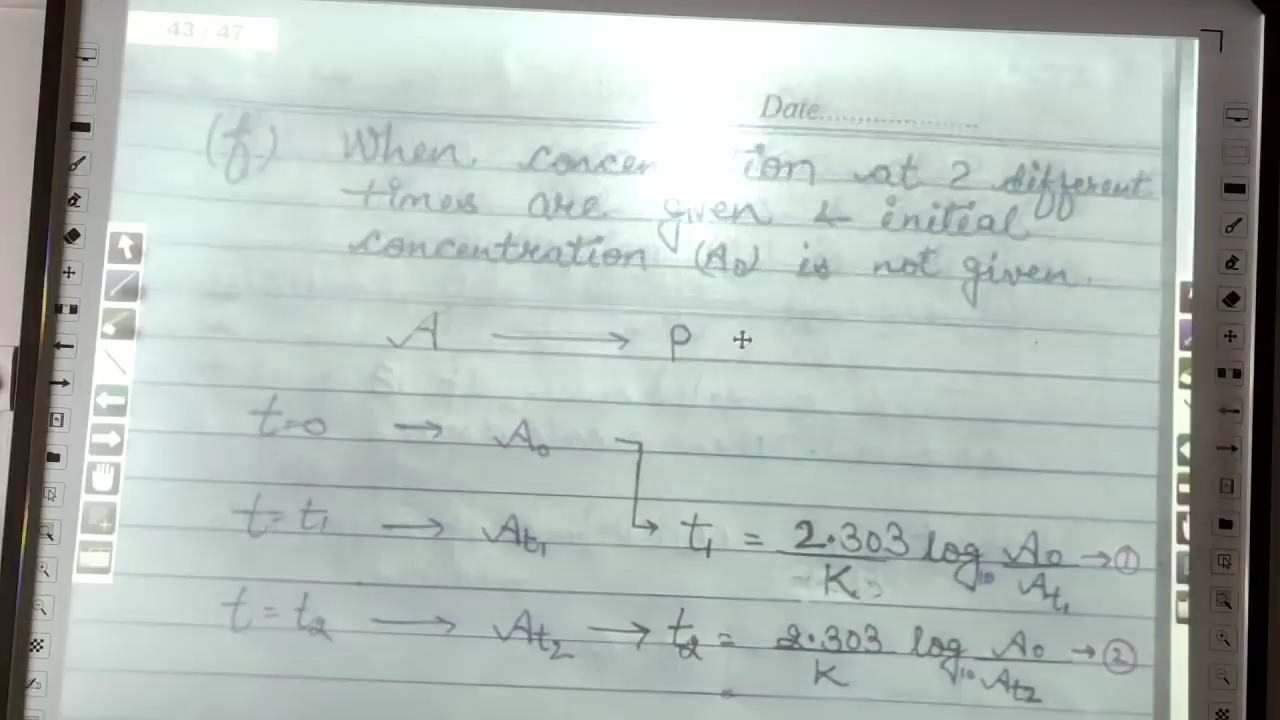 43 / 47
Date....................
(f) When concer ion at 2 different
times are given & initial
concentration (A₀) is not given.
A → P
t=0 → A₀
t=t₁ → At₁ → t₁ = 2.303/K log₁₀ A₀/At₁ → ①
t=t₂ → At₂ → t₂ = 2.303/K log₁₀ A₀/At₂ → ②